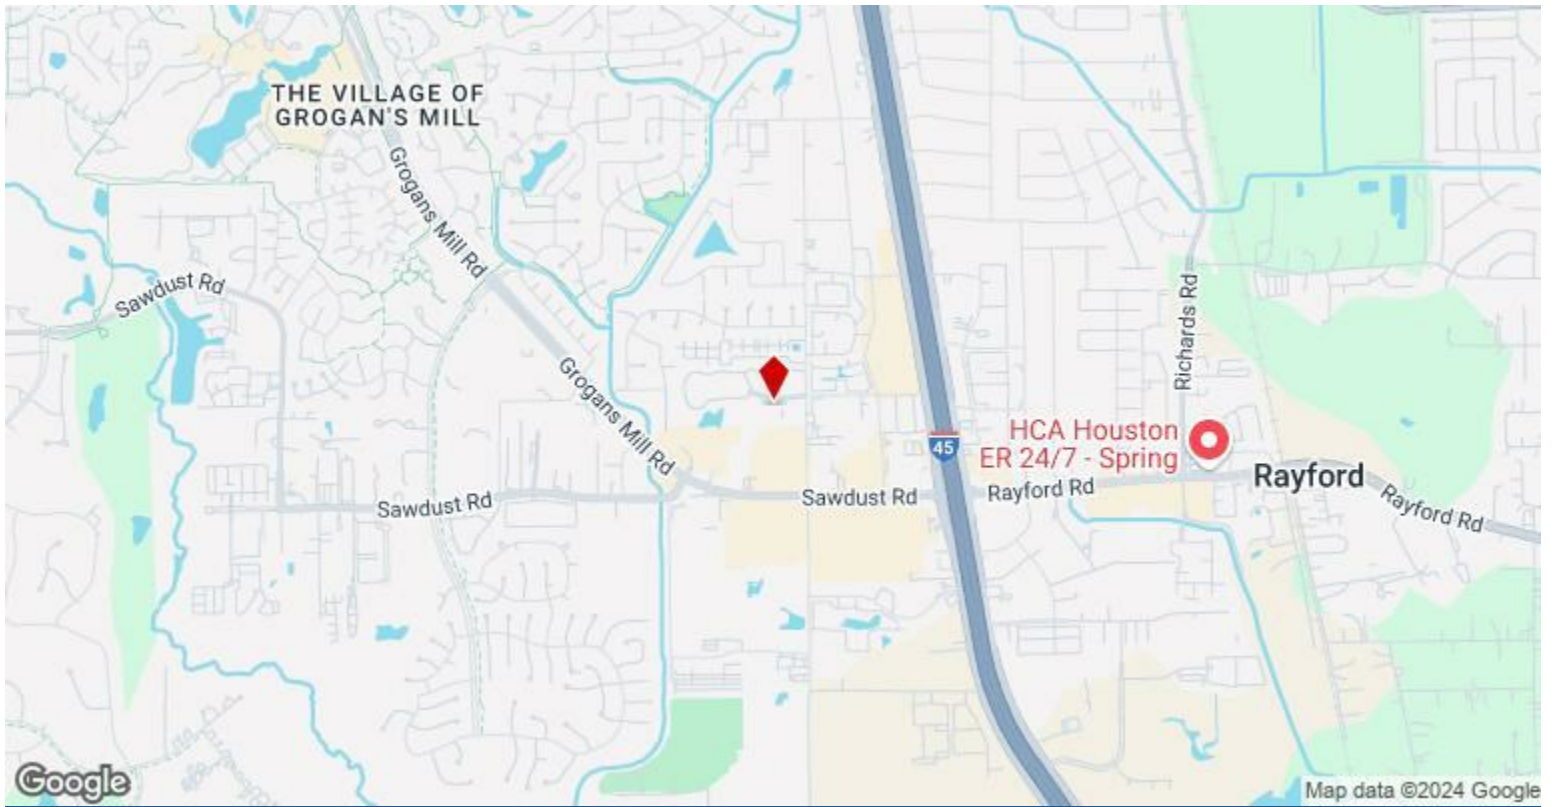 THE VILLAGE OF
GROGAN'S MILL
Grogans Mill Rd
Sawdust Rd
Richards Rd
Grogans Mill Rd
HCA Houston
ER 24/7 - Spring
45
Rayford
Sawdust Rd
Sawdust Rd
Rayford Rd
Rayford Rd
Google
Map data ©2024 Google